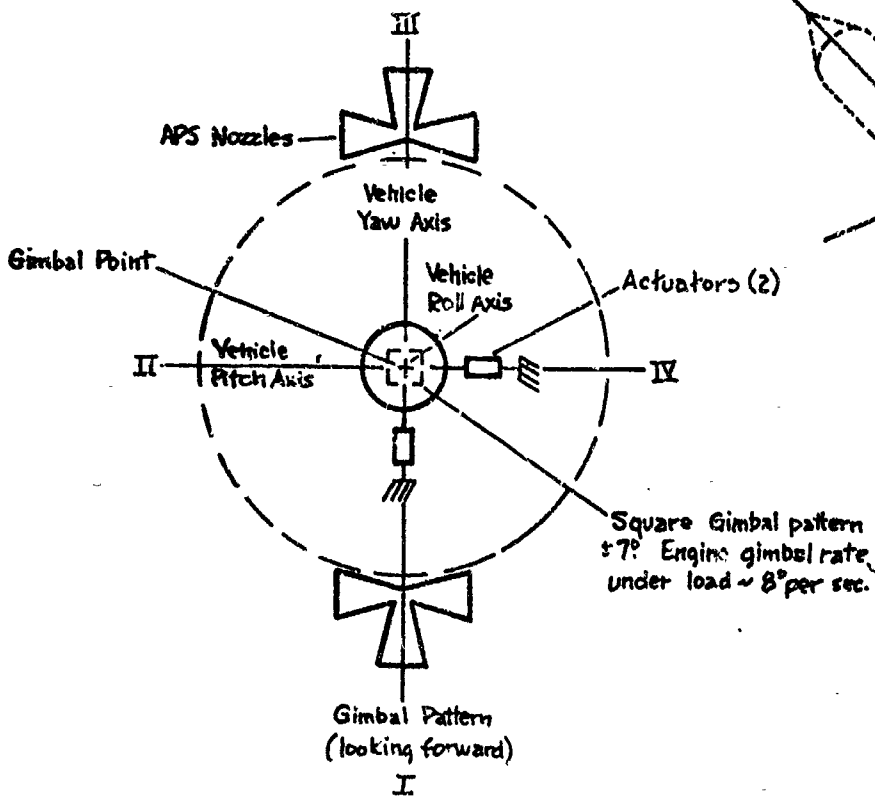 III
APS Nozzles
Vehicle
Yaw Axis
Gimbal Point
Vehicle
Roll Axis
Actuators (2)
II
Vehicle
Pitch Axis
IV
Square Gimbal pattern
±7° Engine gimbal rate
under load ~ 8° per sec.
Gimbal Pattern
(looking forward)
I